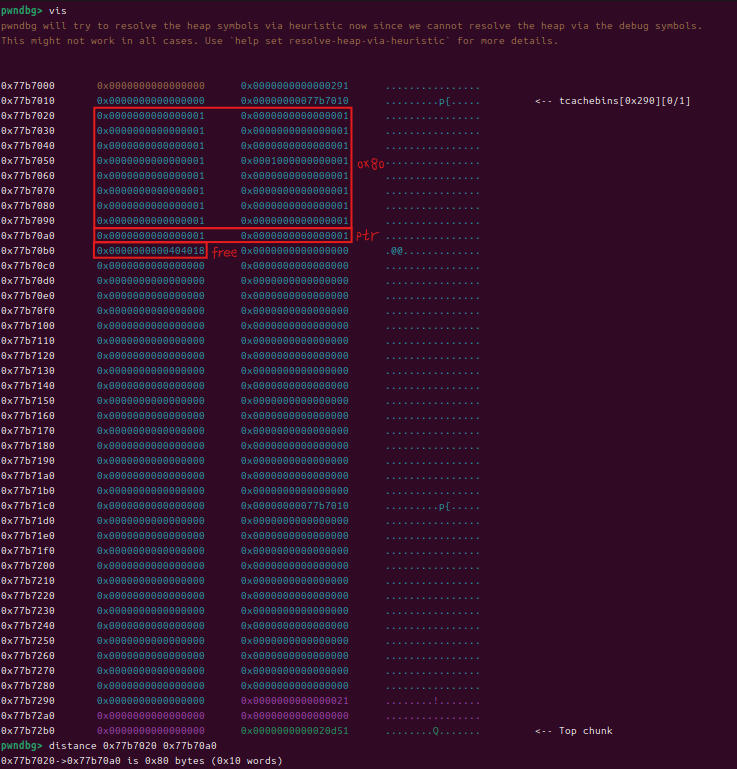 pwndbg> vis
pwndbg will try to resolve the heap symbols via heuristic now since we cannot resolve the heap via the debug symbols.
This might not work in all cases. Use `help set resolve-heap-via-heuristic` for more details.
0x77b7000 0x0000000000000000 0x0000000000000291 ................
0x77b7010 0x0000000000000000 0x00000000077b7010 .........p{..... <-- tcachebins[0x290][0/1]
0x77b7020 0x0000000000000001 0x0000000000000001 ................
0x77b7030 0x0000000000000001 0x0000000000000001 ................
0x77b7040 0x0000000000000001 0x0000000000000001 ................
0x77b7050 0x0000000000000001 0x0001000000000001 0x80 ................
0x77b7060 0x0000000000000001 0x0000000000000001 ................
0x77b7070 0x0000000000000001 0x0000000000000001 ................
0x77b7080 0x0000000000000001 0x0000000000000001 ................
0x77b7090 0x0000000000000001 0x0000000000000001 ................
0x77b70a0 0x0000000000000001 0x0000000000000001 ptr ................
0x77b70b0 0x0000000000404018 free 0x0000000000000000 .@@.............
0x77b70c0 0x0000000000000000 0x0000000000000000 ................
0x77b70d0 0x0000000000000000 0x0000000000000000 ................
0x77b70e0 0x0000000000000000 0x0000000000000000 ................
0x77b70f0 0x0000000000000000 0x0000000000000000 ................
0x77b7100 0x0000000000000000 0x0000000000000000 ................
0x77b7110 0x0000000000000000 0x0000000000000000 ................
0x77b7120 0x0000000000000000 0x0000000000000000 ................
0x77b7130 0x0000000000000000 0x0000000000000000 ................
0x77b7140 0x0000000000000000 0x0000000000000000 ................
0x77b7150 0x0000000000000000 0x0000000000000000 ................
0x77b7160 0x0000000000000000 0x0000000000000000 ................
0x77b7170 0x0000000000000000 0x0000000000000000 ................
0x77b7180 0x0000000000000000 0x0000000000000000 ................
0x77b7190 0x0000000000000000 0x0000000000000000 ................
0x77b71a0 0x0000000000000000 0x0000000000000000 ................
0x77b71b0 0x0000000000000000 0x0000000000000000 ................
0x77b71c0 0x0000000000000000 0x00000000077b7010 .........p{.....
0x77b71d0 0x0000000000000000 0x0000000000000000 ................
0x77b71e0 0x0000000000000000 0x0000000000000000 ................
0x77b71f0 0x0000000000000000 0x0000000000000000 ................
0x77b7200 0x0000000000000000 0x0000000000000000 ................
0x77b7210 0x0000000000000000 0x0000000000000000 ................
0x77b7220 0x0000000000000000 0x0000000000000000 ................
0x77b7230 0x0000000000000000 0x0000000000000000 ................
0x77b7240 0x0000000000000000 0x0000000000000000 ................
0x77b7250 0x0000000000000000 0x0000000000000000 ................
0x77b7260 0x0000000000000000 0x0000000000000000 ................
0x77b7270 0x0000000000000000 0x0000000000000000 ................
0x77b7280 0x0000000000000000 0x0000000000000000 ................
0x77b7290 0x0000000000000000 0x0000000000000021 ........!.......
0x77b72a0 0x0000000000000000 0x0000000000000000 ................
0x77b72b0 0x0000000000000000 0x0000000000020d51 ........Q....... <-- Top chunk
pwndbg> distance 0x77b7020 0x77b70a0
0x77b7020->0x77b70a0 is 0x80 bytes (0x10 words)